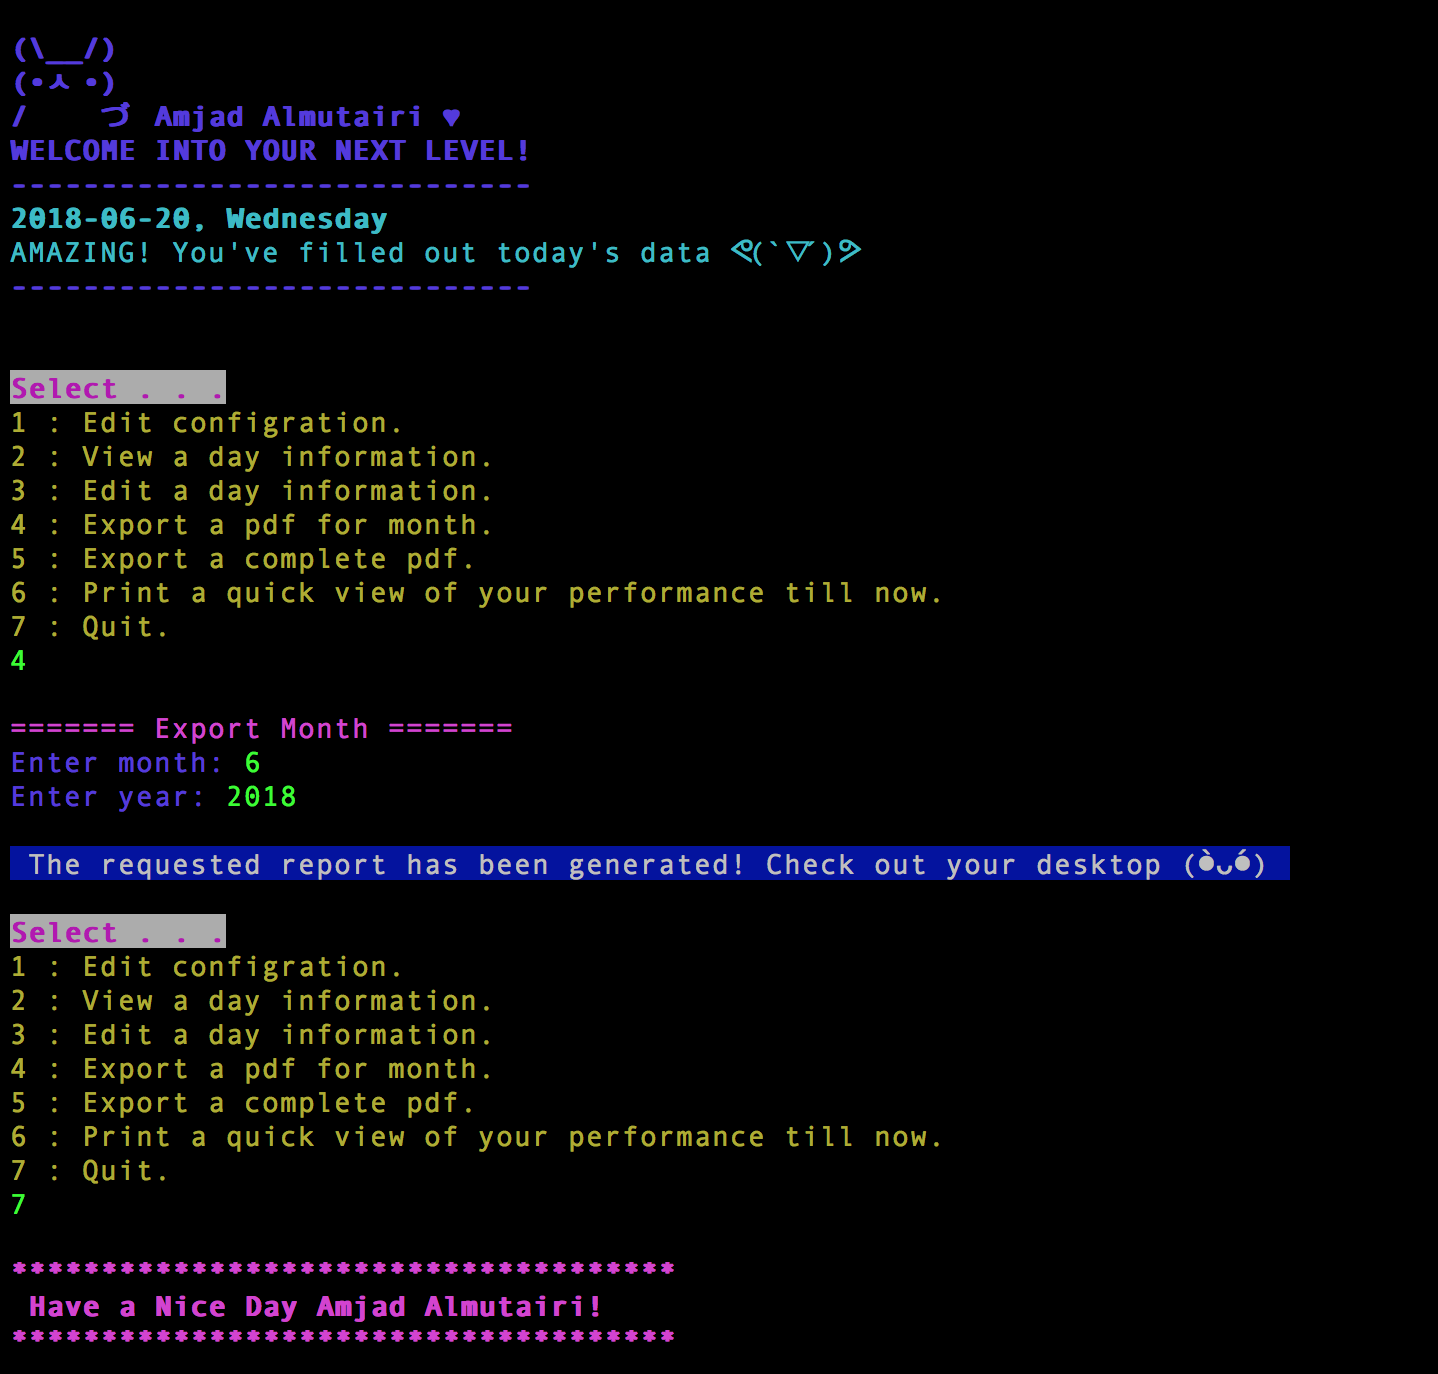 (\__/)
(•ㅅ •)
/    づ Amjad Almutairi ♥
WELCOME INTO YOUR NEXT LEVEL!
-----------------------------
2018-06-20, Wednesday
AMAZING! You've filled out today's data ᕙ(`▽´)ᕗ
-----------------------------
Select . . .
1 : Edit configration.
2 : View a day information.
3 : Edit a day information.
4 : Export a pdf for month.
5 : Export a complete pdf.
6 : Print a quick view of your performance till now.
7 : Quit.
4
======= Export Month =======
Enter month: 6
Enter year: 2018
The requested report has been generated! Check out your desktop (●̀ᴗ●́)
Select . . .
1 : Edit configration.
2 : View a day information.
3 : Edit a day information.
4 : Export a pdf for month.
5 : Export a complete pdf.
6 : Print a quick view of your performance till now.
7 : Quit.
7
*************************************
Have a Nice Day Amjad Almutairi!
*************************************